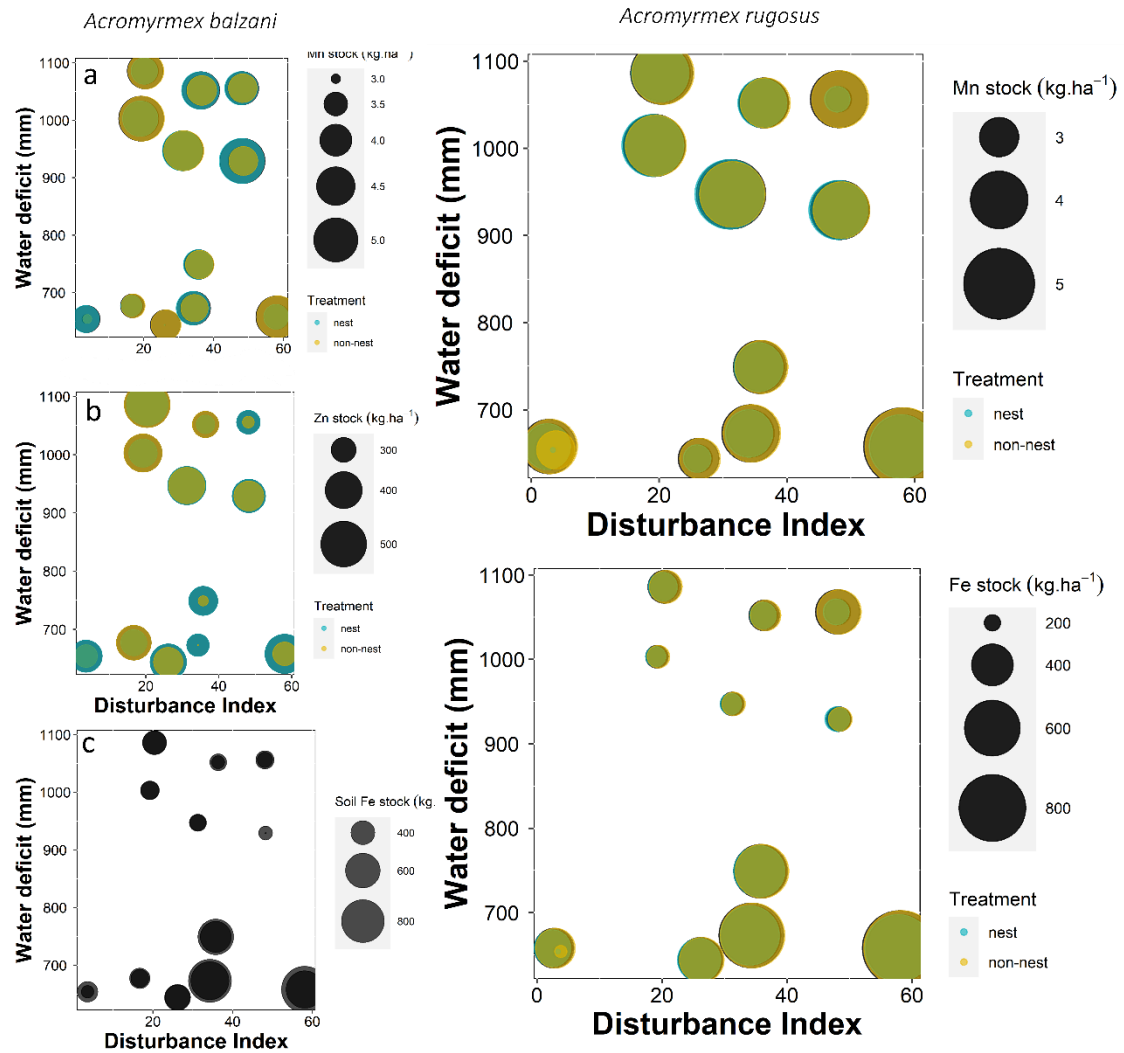 Acromyrmex balzani
Acromyrmex rugosus
a
Water deficit (mm)
1100
1000
900
800
700
20
40
60
Mn stock (kg.ha⁻¹)
3.0
3.5
4.0
4.5
5.0
Treatment
nest
non-nest
b
Water deficit (mm)
1100
1000
900
800
700
20
40
60
Disturbance Index
Zn stock (kg.ha⁻¹)
300
400
500
Treatment
nest
non-nest
c
Water deficit (mm)
1100
1000
900
800
700
20
40
60
Disturbance Index
Soil Fe stock (kg.
400
600
800
Water deficit (mm)
1100
1000
900
800
700
0
20
40
60
Disturbance Index
Mn stock (kg.ha⁻¹)
3
4
5
Treatment
nest
non-nest
Water deficit (mm)
1100
1000
900
800
700
0
20
40
60
Disturbance Index
Fe stock (kg.ha⁻¹)
200
400
600
800
Treatment
nest
non-nest